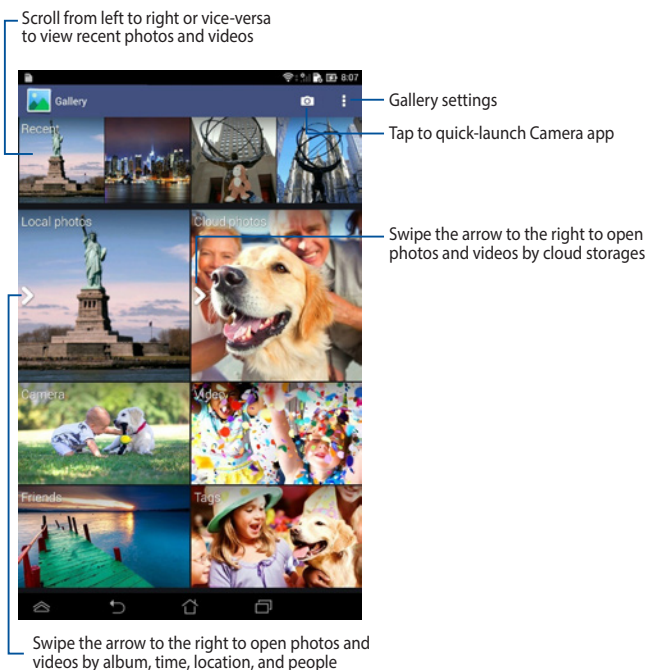 Scroll from left to right or vice-versa
to view recent photos and videos
8:07
Gallery
Gallery settings
Tap to quick-launch Camera app
Recent
Local photos
Cloud photos
Swipe the arrow to the right to open
photos and videos by cloud storages
Camera
Video
Friends
Tags
Swipe the arrow to the right to open photos and
videos by album, time, location, and people